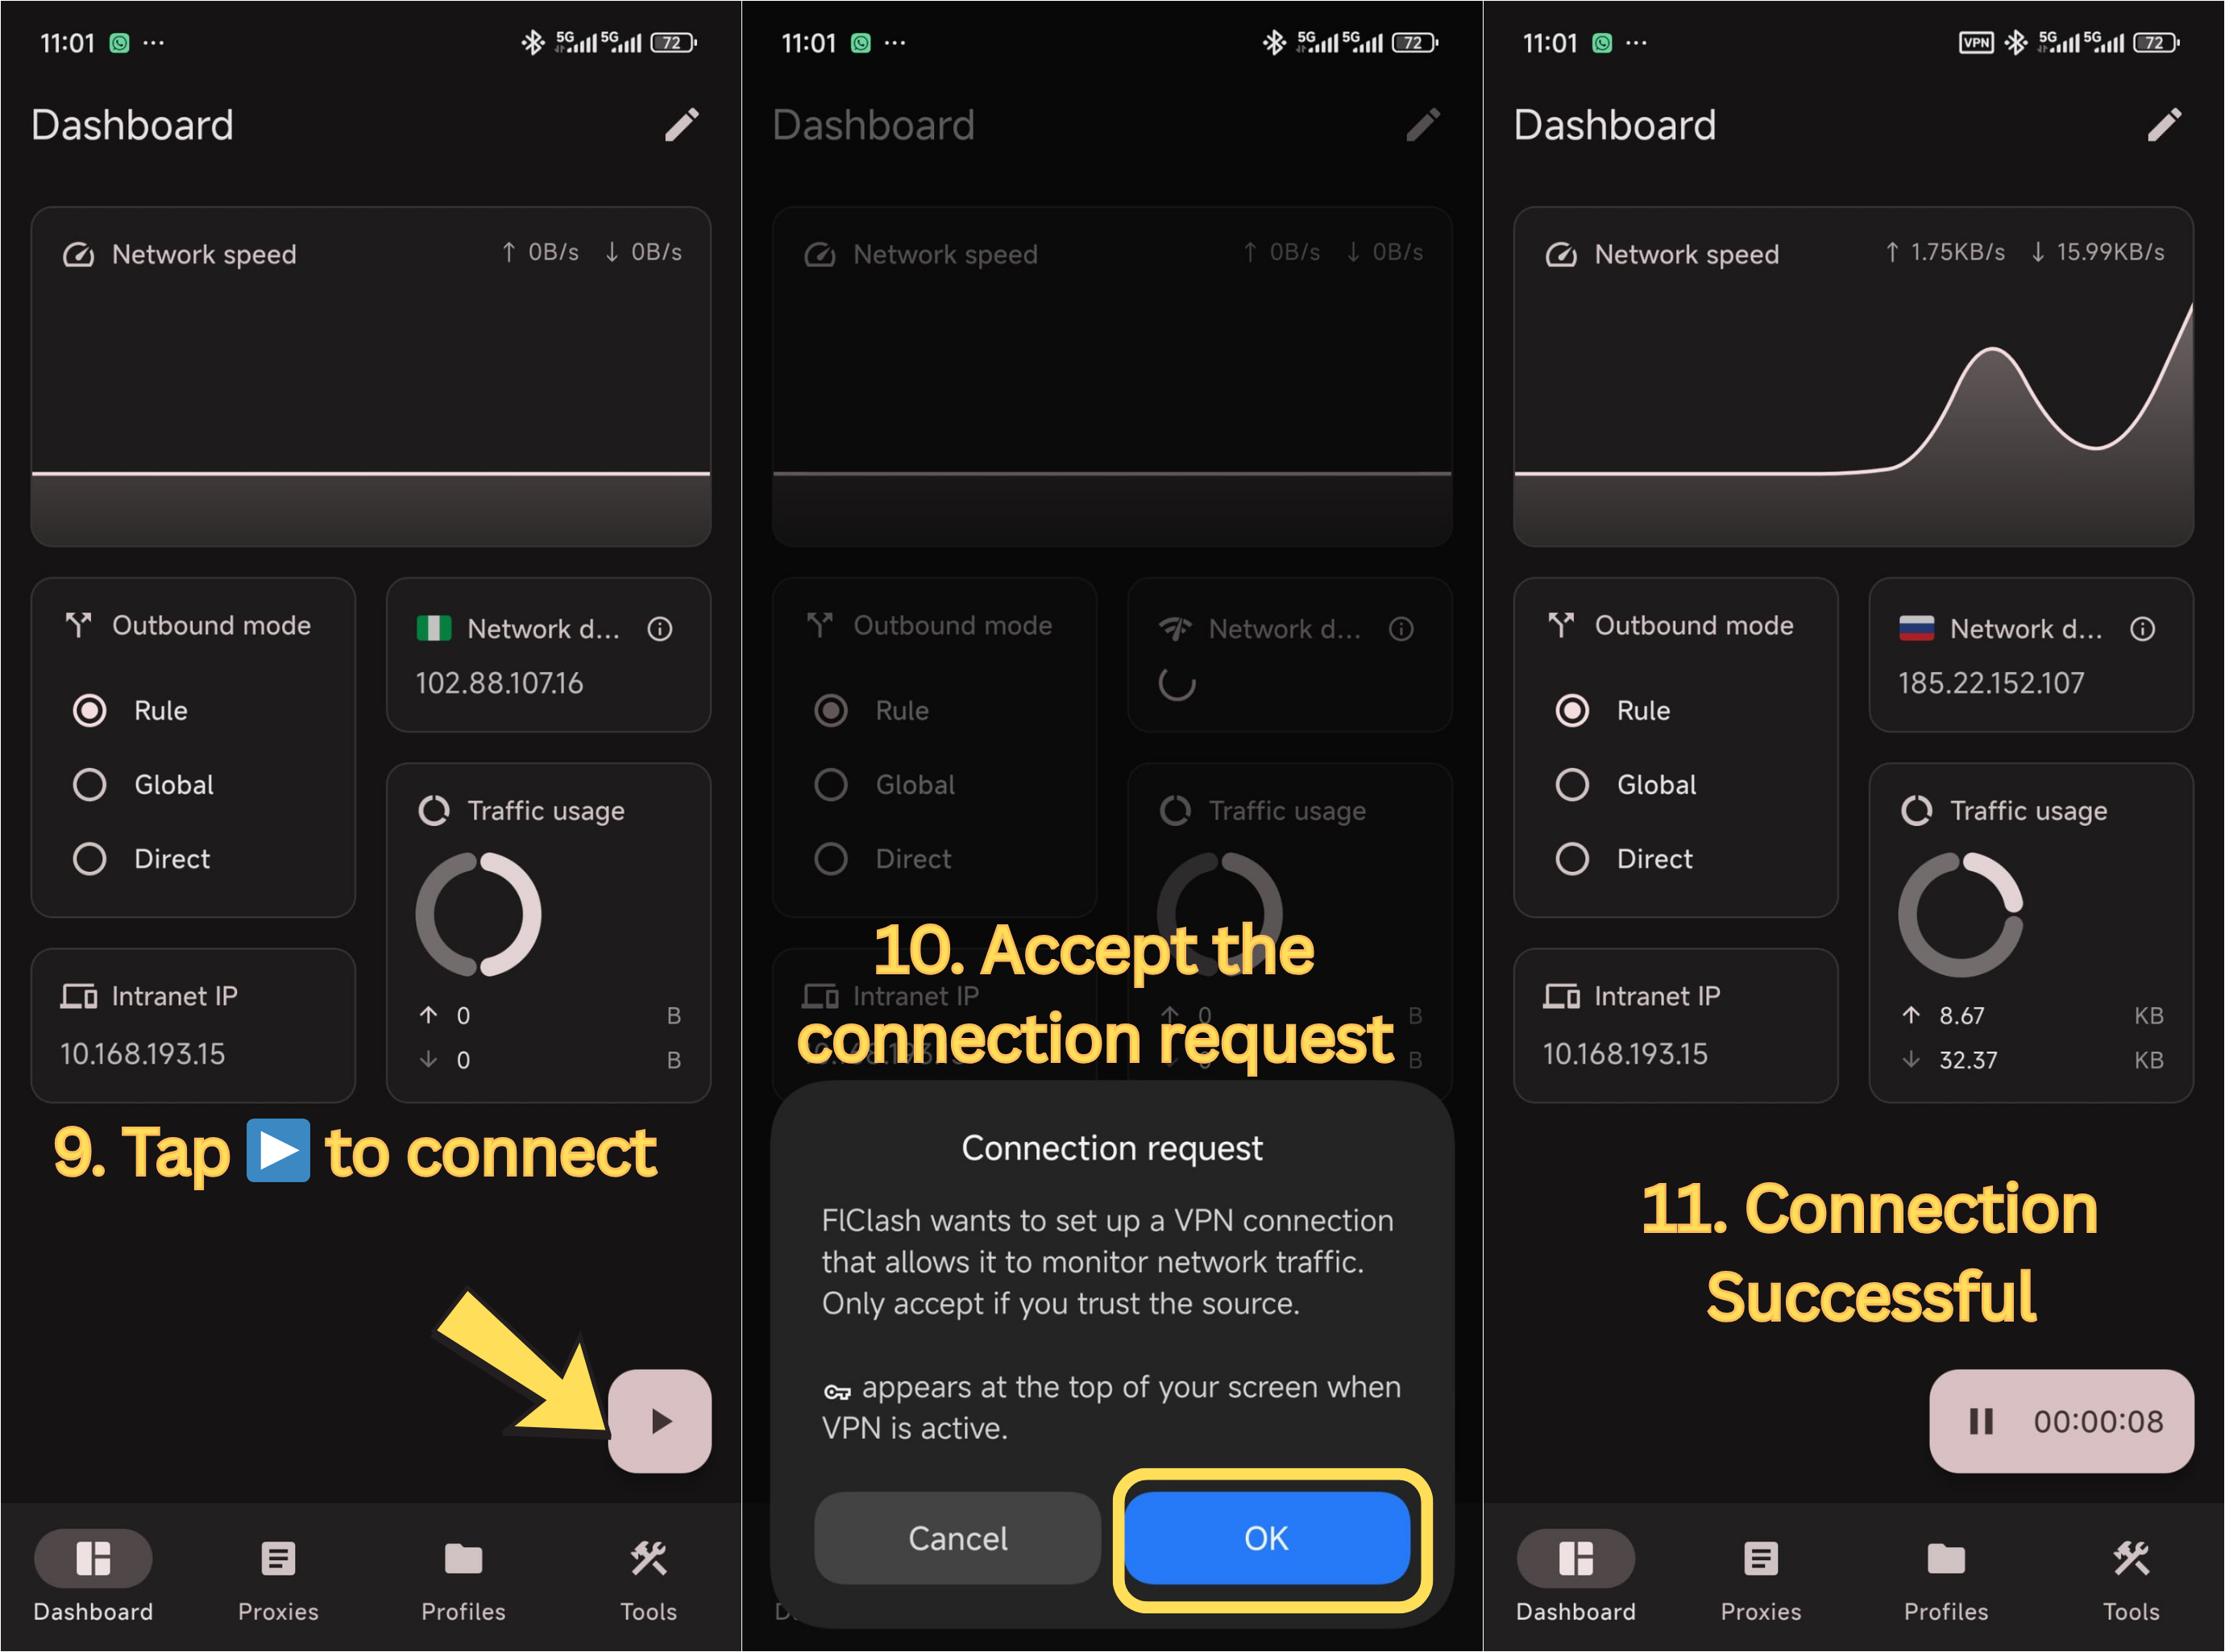 11:01 ...
5G 5G 72
Dashboard
Network speed ↑ 0B/s ↓ 0B/s
Outbound mode
Rule
Global
Direct
Network d... 
102.88.107.16
Traffic usage
↑ 0 B
↓ 0 B
Intranet IP
10.168.193.15
9. Tap ▶ to connect
Dashboard Proxies Profiles Tools
11:01 ...
5G 5G 72
Dashboard
Network speed ↑ 0B/s ↓ 0B/s
Outbound mode
Rule
Global
Direct
Network d...
Traffic usage
↑ 0 B
B
Intranet IP
10. Accept the
connection request
Connection request
FlClash wants to set up a VPN connection
that allows it to monitor network traffic.
Only accept if you trust the source.
appears at the top of your screen when
VPN is active.
Cancel OK
11:01 ...
VPN 5G 5G 72
Dashboard
Network speed ↑ 1.75KB/s ↓ 15.99KB/s
Outbound mode
Rule
Global
Direct
Network d...
185.22.152.107
Traffic usage
↑ 8.67 KB
↓ 32.37 KB
Intranet IP
10.168.193.15
11. Connection
Successful
00:00:08
Dashboard Proxies Profiles Tools